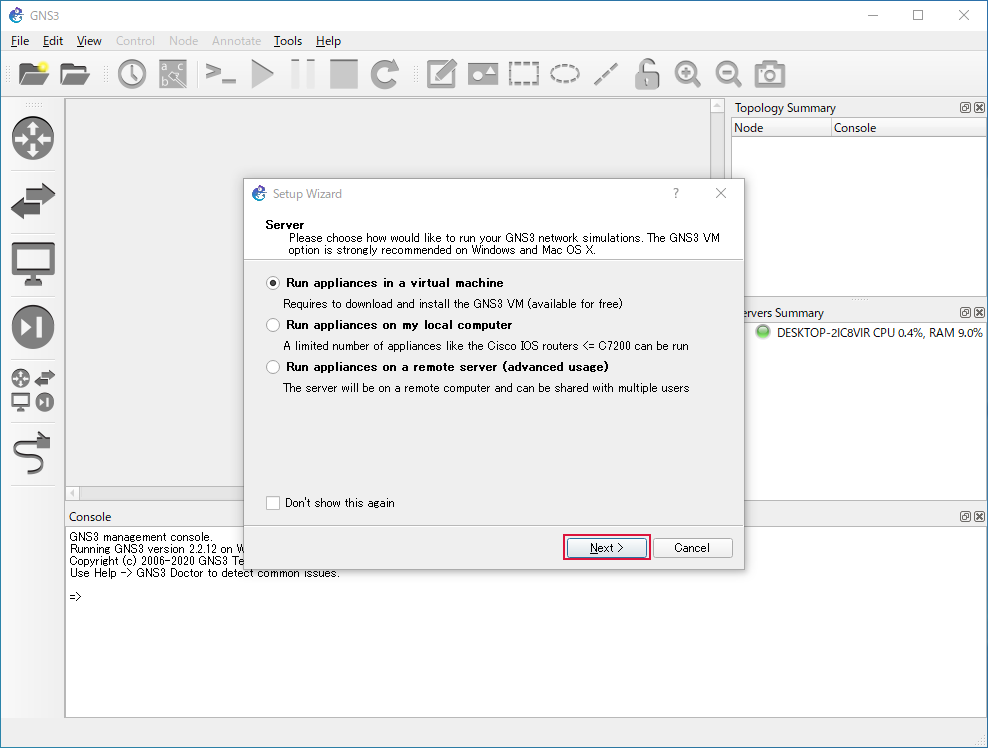 GNS3
File Edit View Control Node Annotate Tools Help
Topology Summary
Node Console
Setup Wizard
?
Server
Please choose how would like to run your GNS3 network simulations. The GNS3 VM
option is strongly recommended on Windows and Mac OS X.
Run appliances in a virtual machine
Requires to download and install the GNS3 VM (available for free)
Run appliances on my local computer
A limited number of appliances like the Cisco IOS routers <= C7200 can be run
Run appliances on a remote server (advanced usage)
The server will be on a remote computer and can be shared with multiple users
Don't show this again
Next >
Cancel
ervers Summary
DESKTOP-2IC8VIR CPU 0.4%, RAM 9.0%
Console
GNS3 management console.
Running GNS3 version 2.2.12 on W
Copyright (c) 2006-2020 GNS3 Te
Use Help -> GNS3 Doctor to detect common issues.
=>